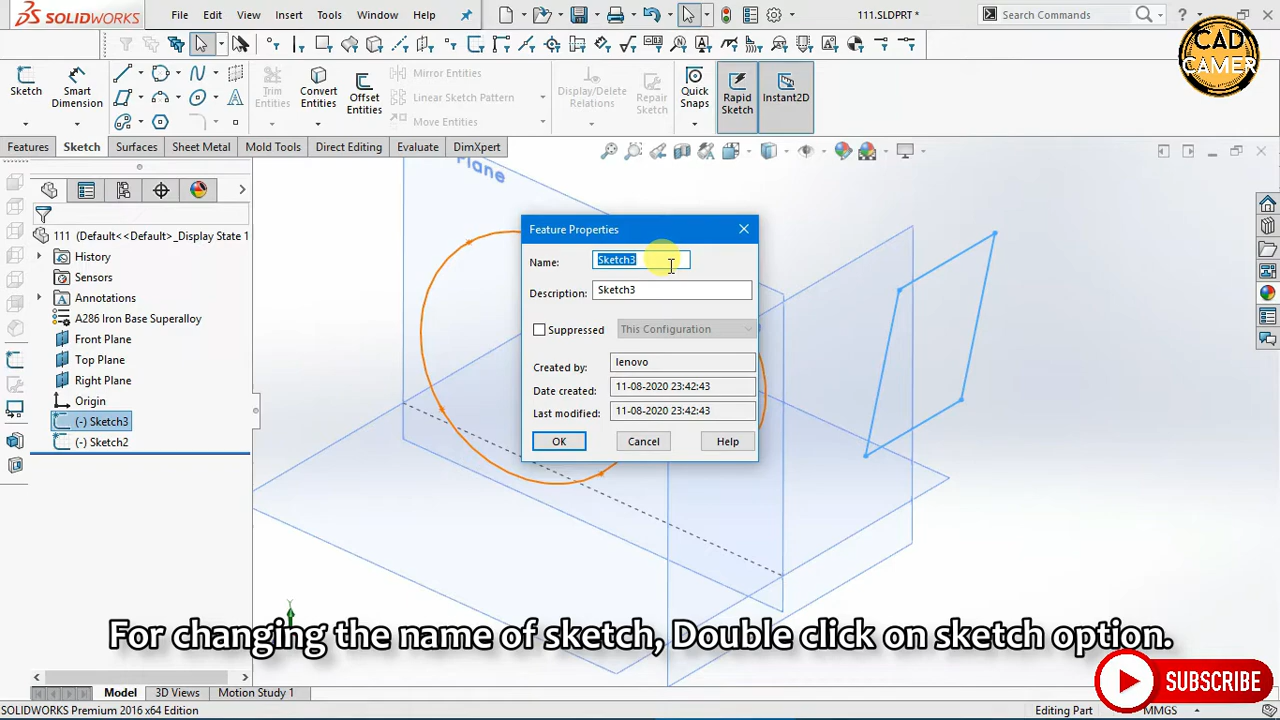 SOLIDWORKS
File Edit View Insert Tools Window Help
111.SLDPRT *
Search Commands
CAD
CAMER
Sketch
Smart
Dimension
Trim
Entities
Convert
Entities
Offset
Entities
Mirror Entities
Linear Sketch Pattern
Move Entities
Display/Delete
Relations
Repair
Sketch
Quick
Snaps
Rapid
Sketch
Instant2D
Features Sketch Surfaces Sheet Metal Mold Tools Direct Editing Evaluate DimXpert
Plane
111 (Default<<Default>_Display State 1
History
Sensors
Annotations
A286 Iron Base Superalloy
Front Plane
Top Plane
Right Plane
Origin
(-) Sketch3
(-) Sketch2
Feature Properties
Name: Sketch3
Description: Sketch3
Suppressed This Configuration
Created by: lenovo
Date created: 11-08-2020 23:42:43
Last modified: 11-08-2020 23:42:43
OK Cancel Help
For changing the name of sketch, Double click on sketch option.
SUBSCRIBE
Model 3D Views Motion Study 1
SOLIDWORKS Premium 2016 x64 Edition
Editing Part
MMGS